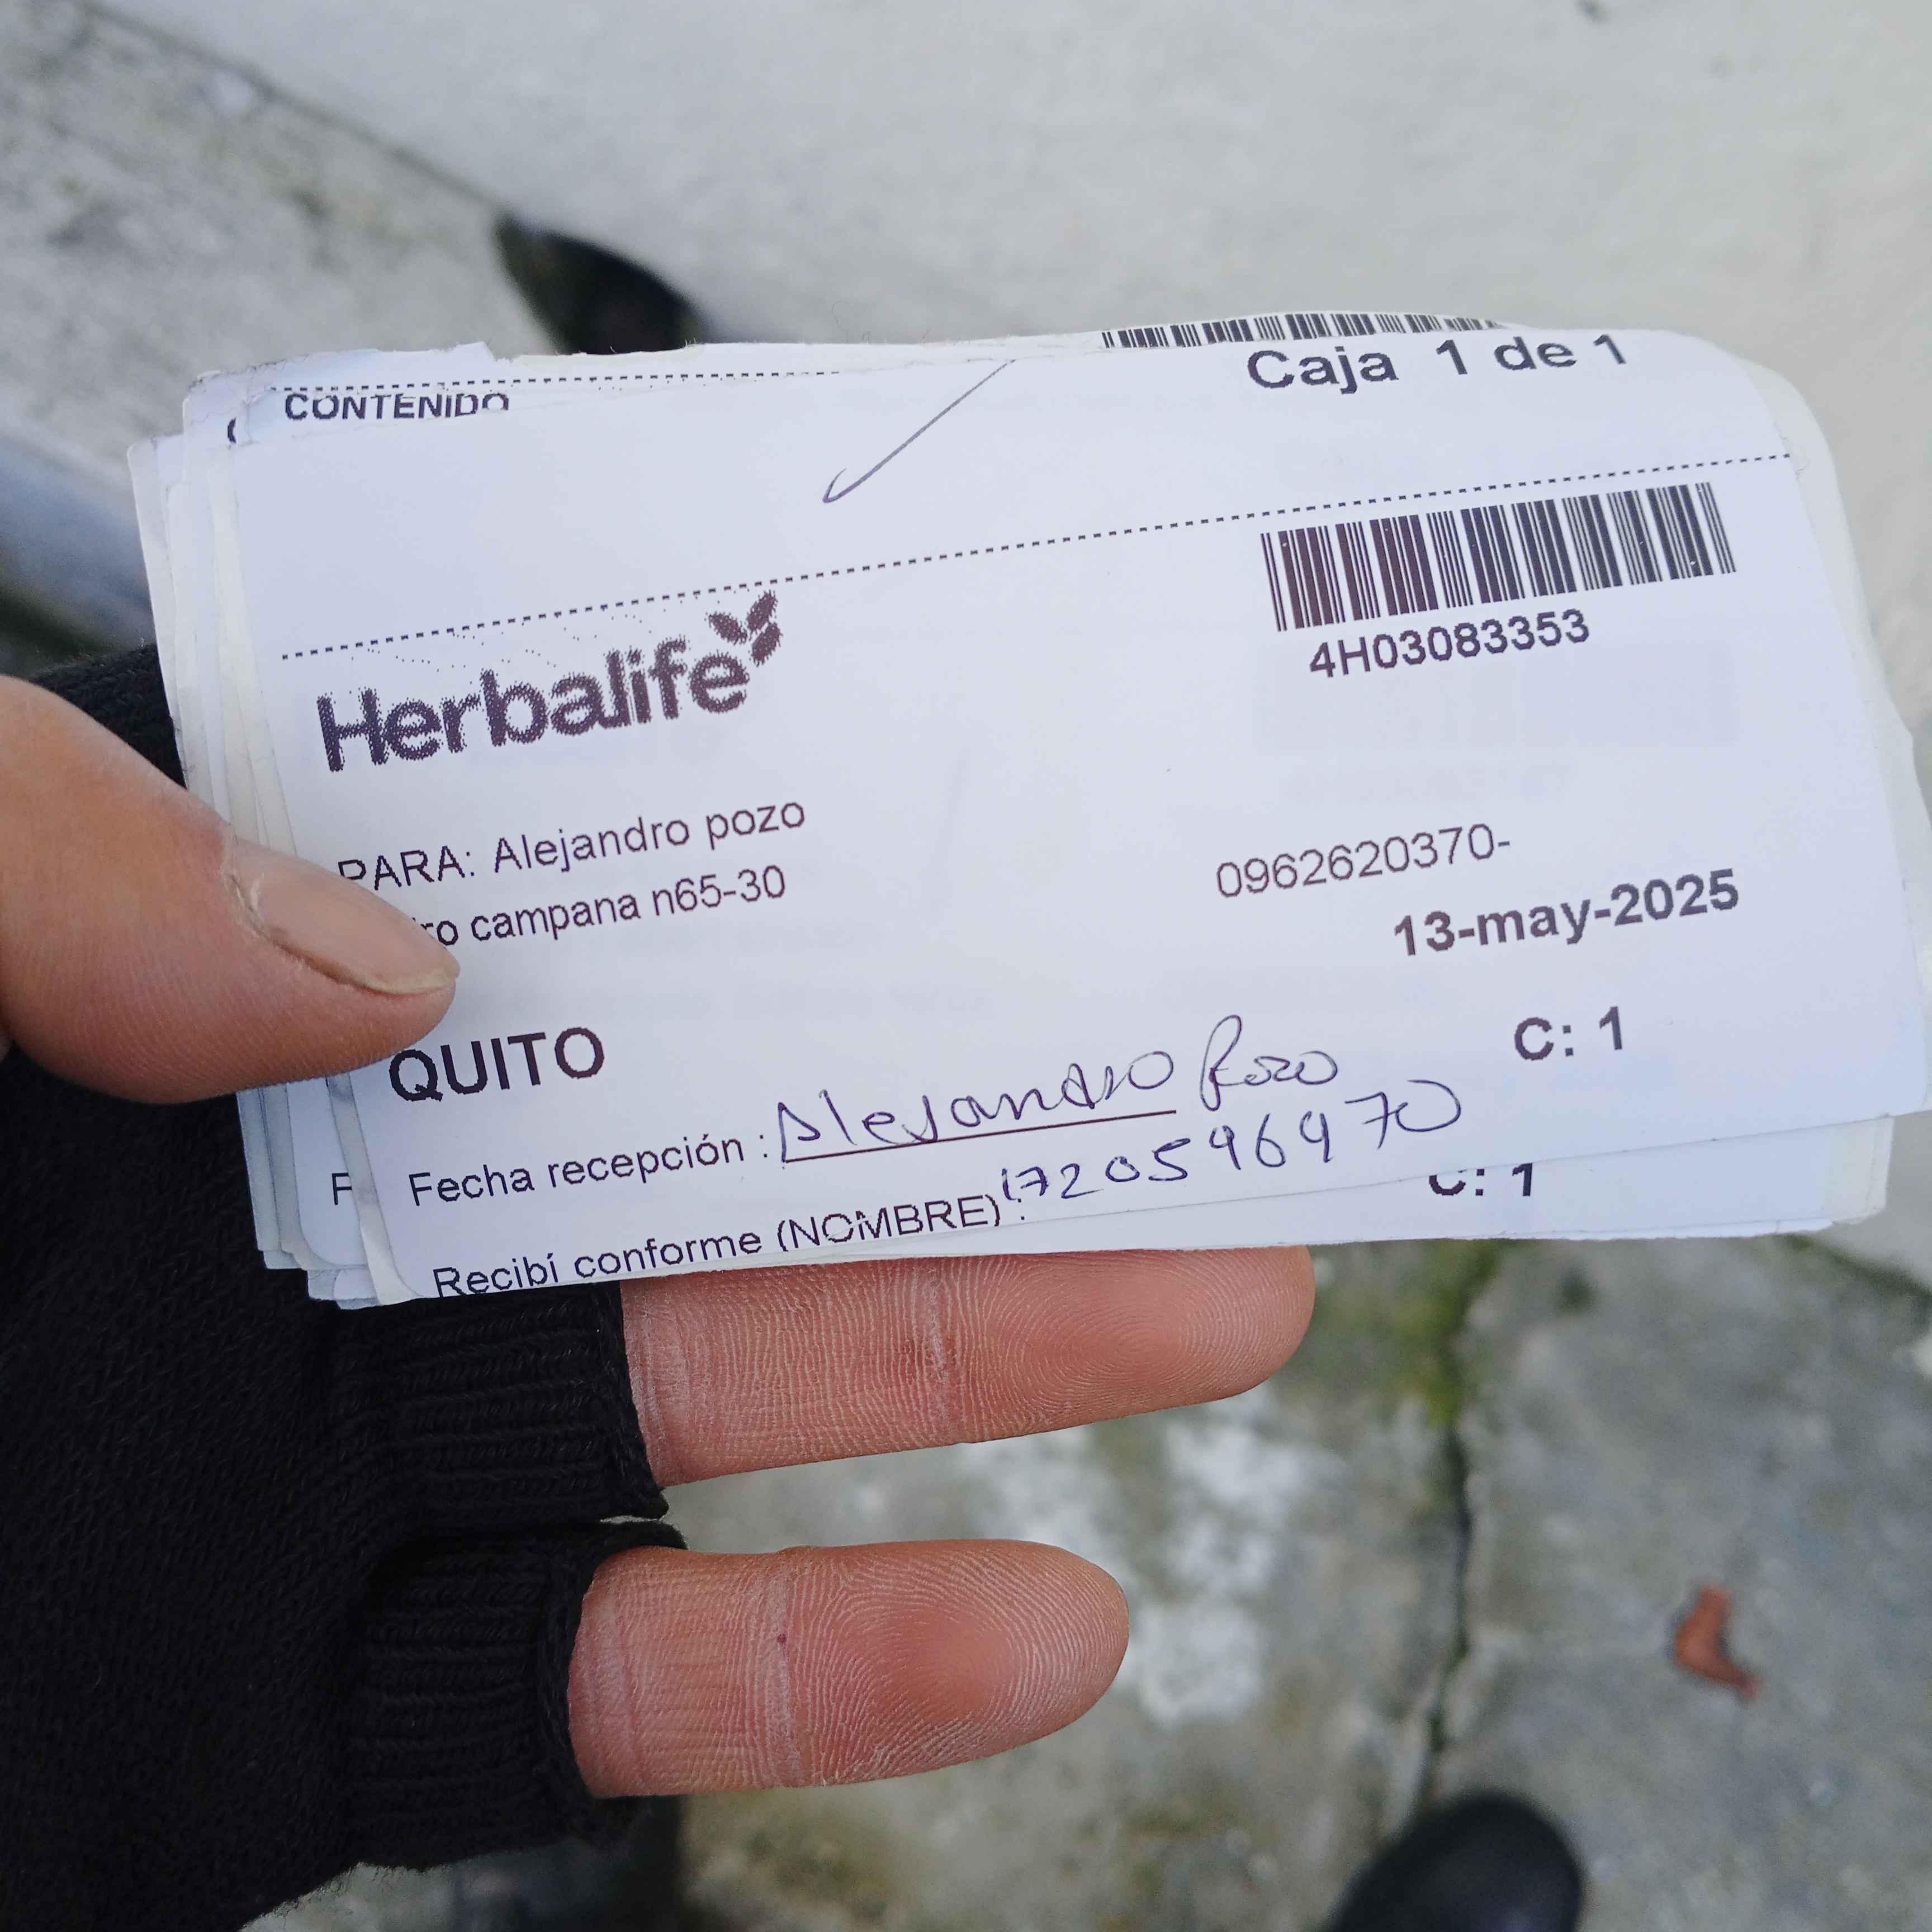 Caja 1 de 1
CONTENIDO
4H03083353
Herbalife
PARA: Alejandro pozo
0962620370-
ro campana n65-30
13-may-2025
QUITO
C: 1
Fecha recepción : Alejandro Pozo
Recibí conforme (NOMBRE) : 1720596970
C: 1
F